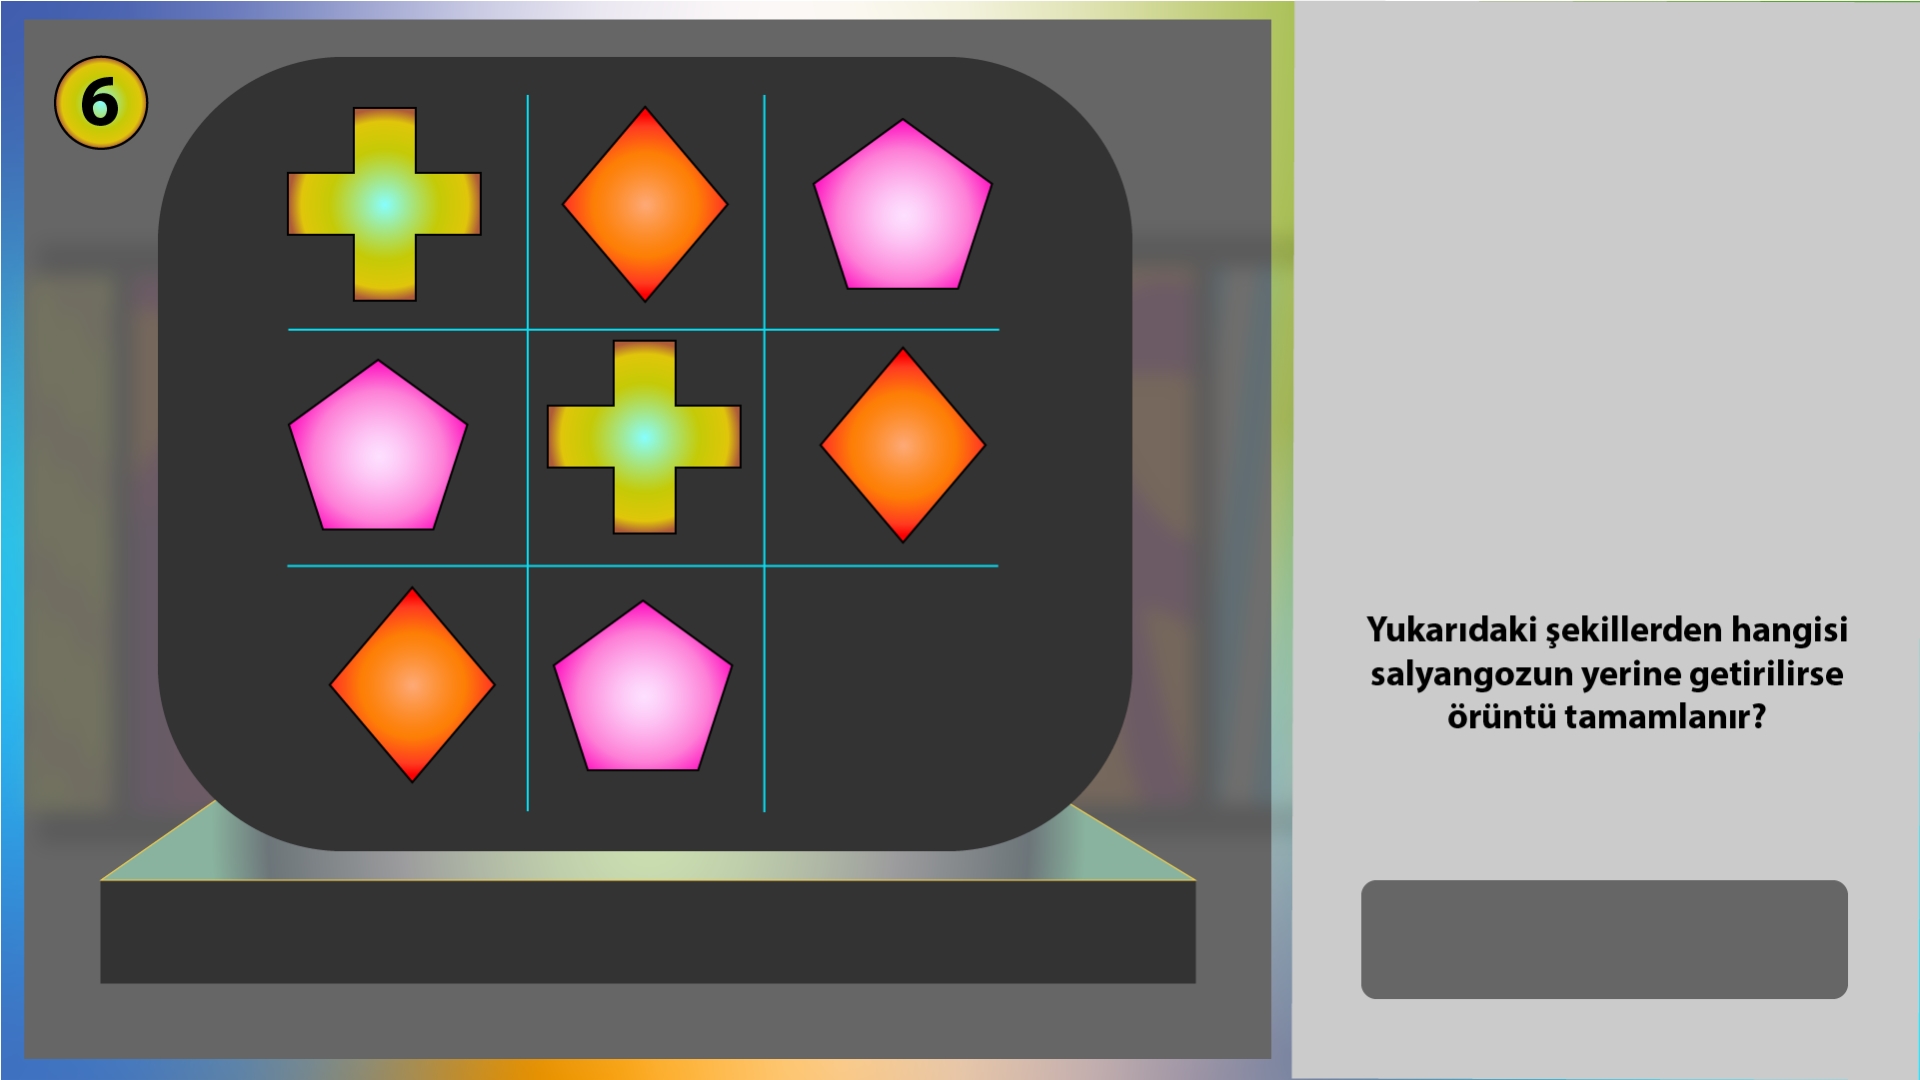 6
Yukarıdaki şekillerden hangisi
salyangozun yerine getirilirse
örüntü tamamlanır?